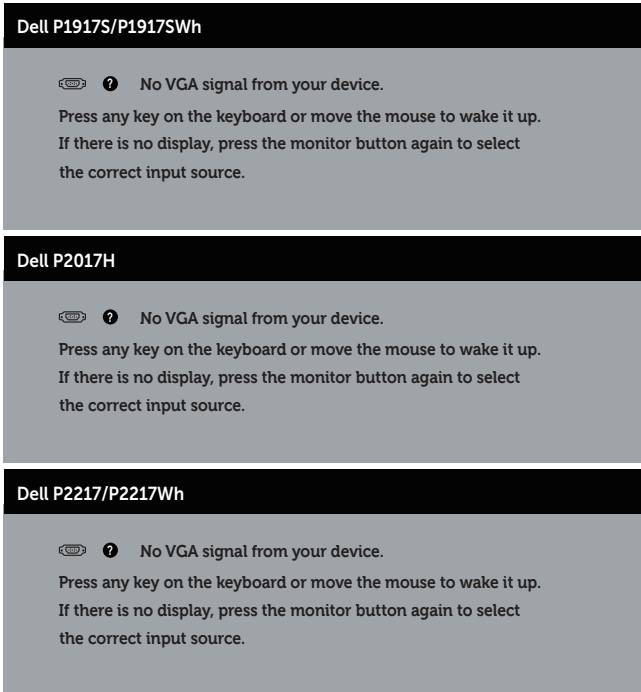 Dell P1917S/P1917SWh
? No VGA signal from your device.
Press any key on the keyboard or move the mouse to wake it up.
If there is no display, press the monitor button again to select
the correct input source.
Dell P2017H
? No VGA signal from your device.
Press any key on the keyboard or move the mouse to wake it up.
If there is no display, press the monitor button again to select
the correct input source.
Dell P2217/P2217Wh
? No VGA signal from your device.
Press any key on the keyboard or move the mouse to wake it up.
If there is no display, press the monitor button again to select
the correct input source.